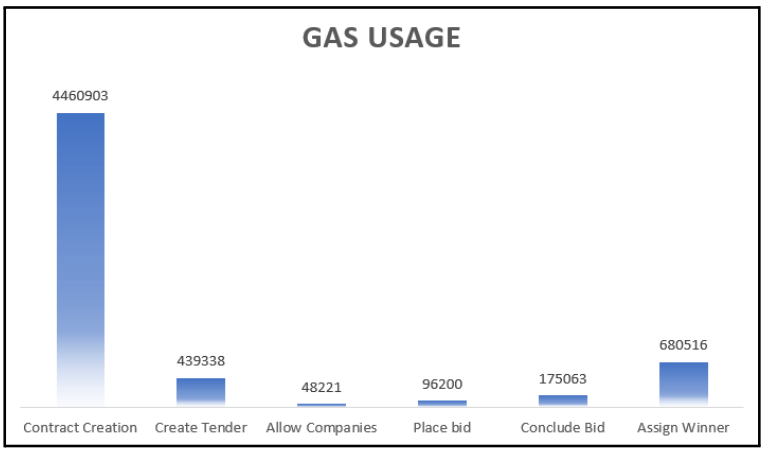 GAS USAGE
4460903
439338
48221
96200
175063
680516
Contract Creation
Create Tender
Allow Companies
Place bid
Conclude Bid
Assign Winner